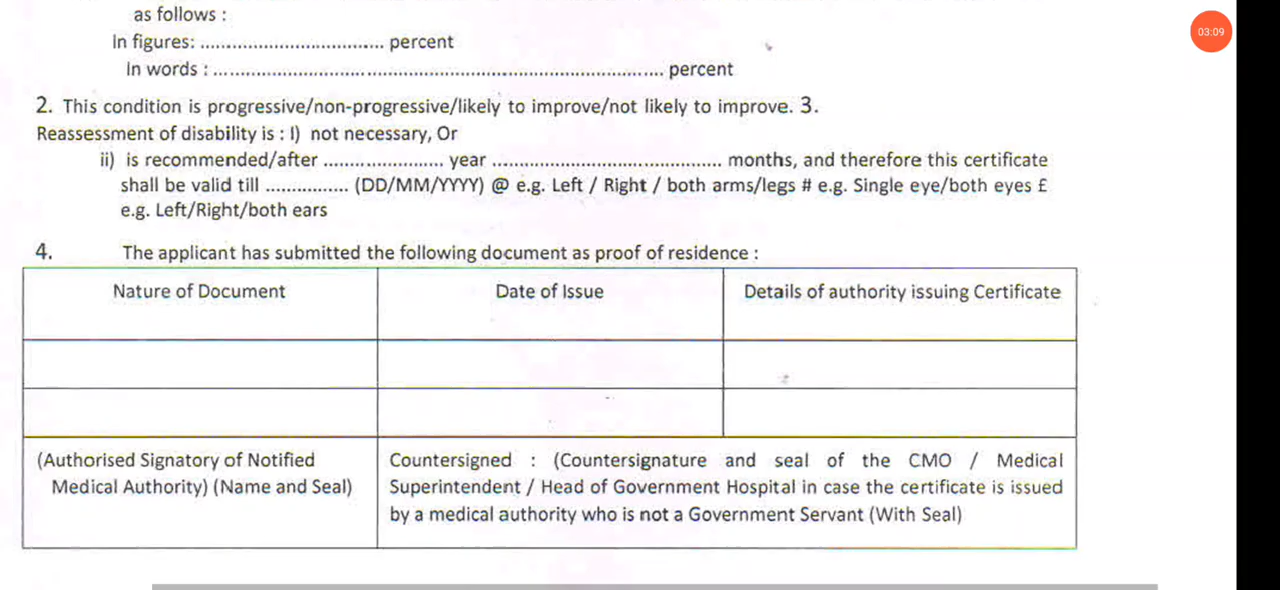 as follows :
In figures: .................................. percent
In words : .................................................................................... percent
2. This condition is progressive/non-progressive/likely to improve/not likely to improve. 3.
Reassessment of disability is : I) not necessary, Or
ii) is recommended/after ...................... year .......................................... months, and therefore this certificate
shall be valid till ............... (DD/MM/YYYY) @ e.g. Left / Right / both arms/legs # e.g. Single eye/both eyes £
e.g. Left/Right/both ears
4. The applicant has submitted the following document as proof of residence :
Nature of Document Date of Issue Details of authority issuing Certificate
(Authorised Signatory of Notified
Medical Authority) (Name and Seal)
Countersigned : (Countersignature and seal of the CMO / Medical
Superintendent / Head of Government Hospital in case the certificate is issued
by a medical authority who is not a Government Servant (With Seal)
03:09